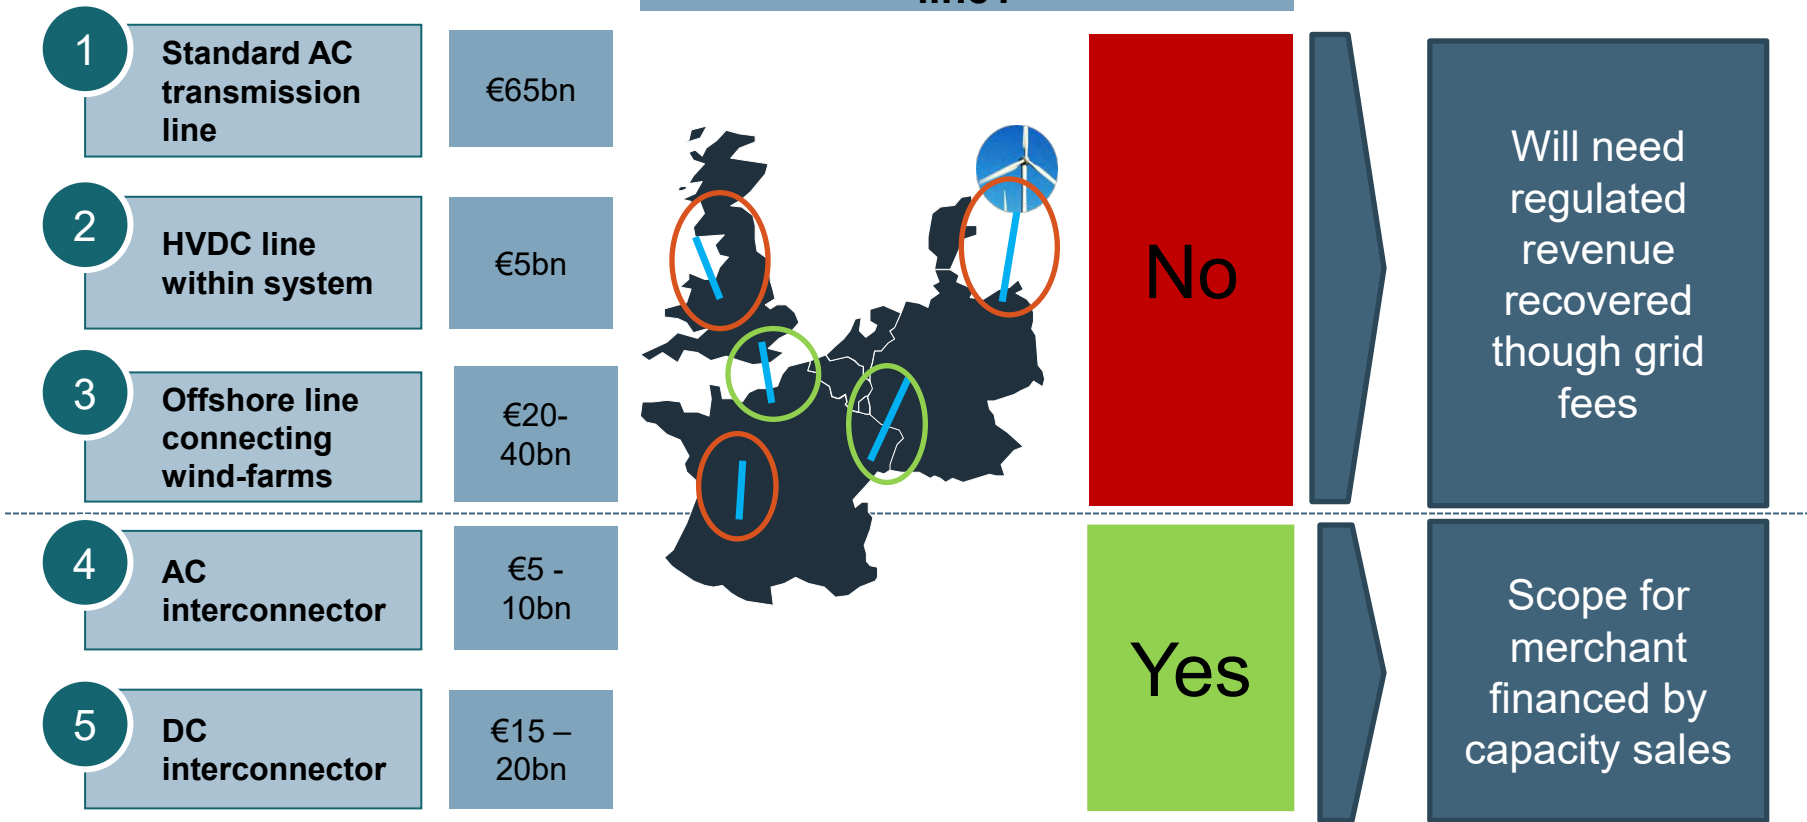 1
Standard AC
transmission
line
€65bn
2
HVDC line
within system
€5bn
3
Offshore line
connecting
wind-farms
€20-
40bn
No
Will need
regulated
revenue
recovered
though grid
fees
4
AC
interconnector
€5 -
10bn
5
DC
interconnector
€15 –
20bn
Yes
Scope for
merchant
financed by
capacity sales